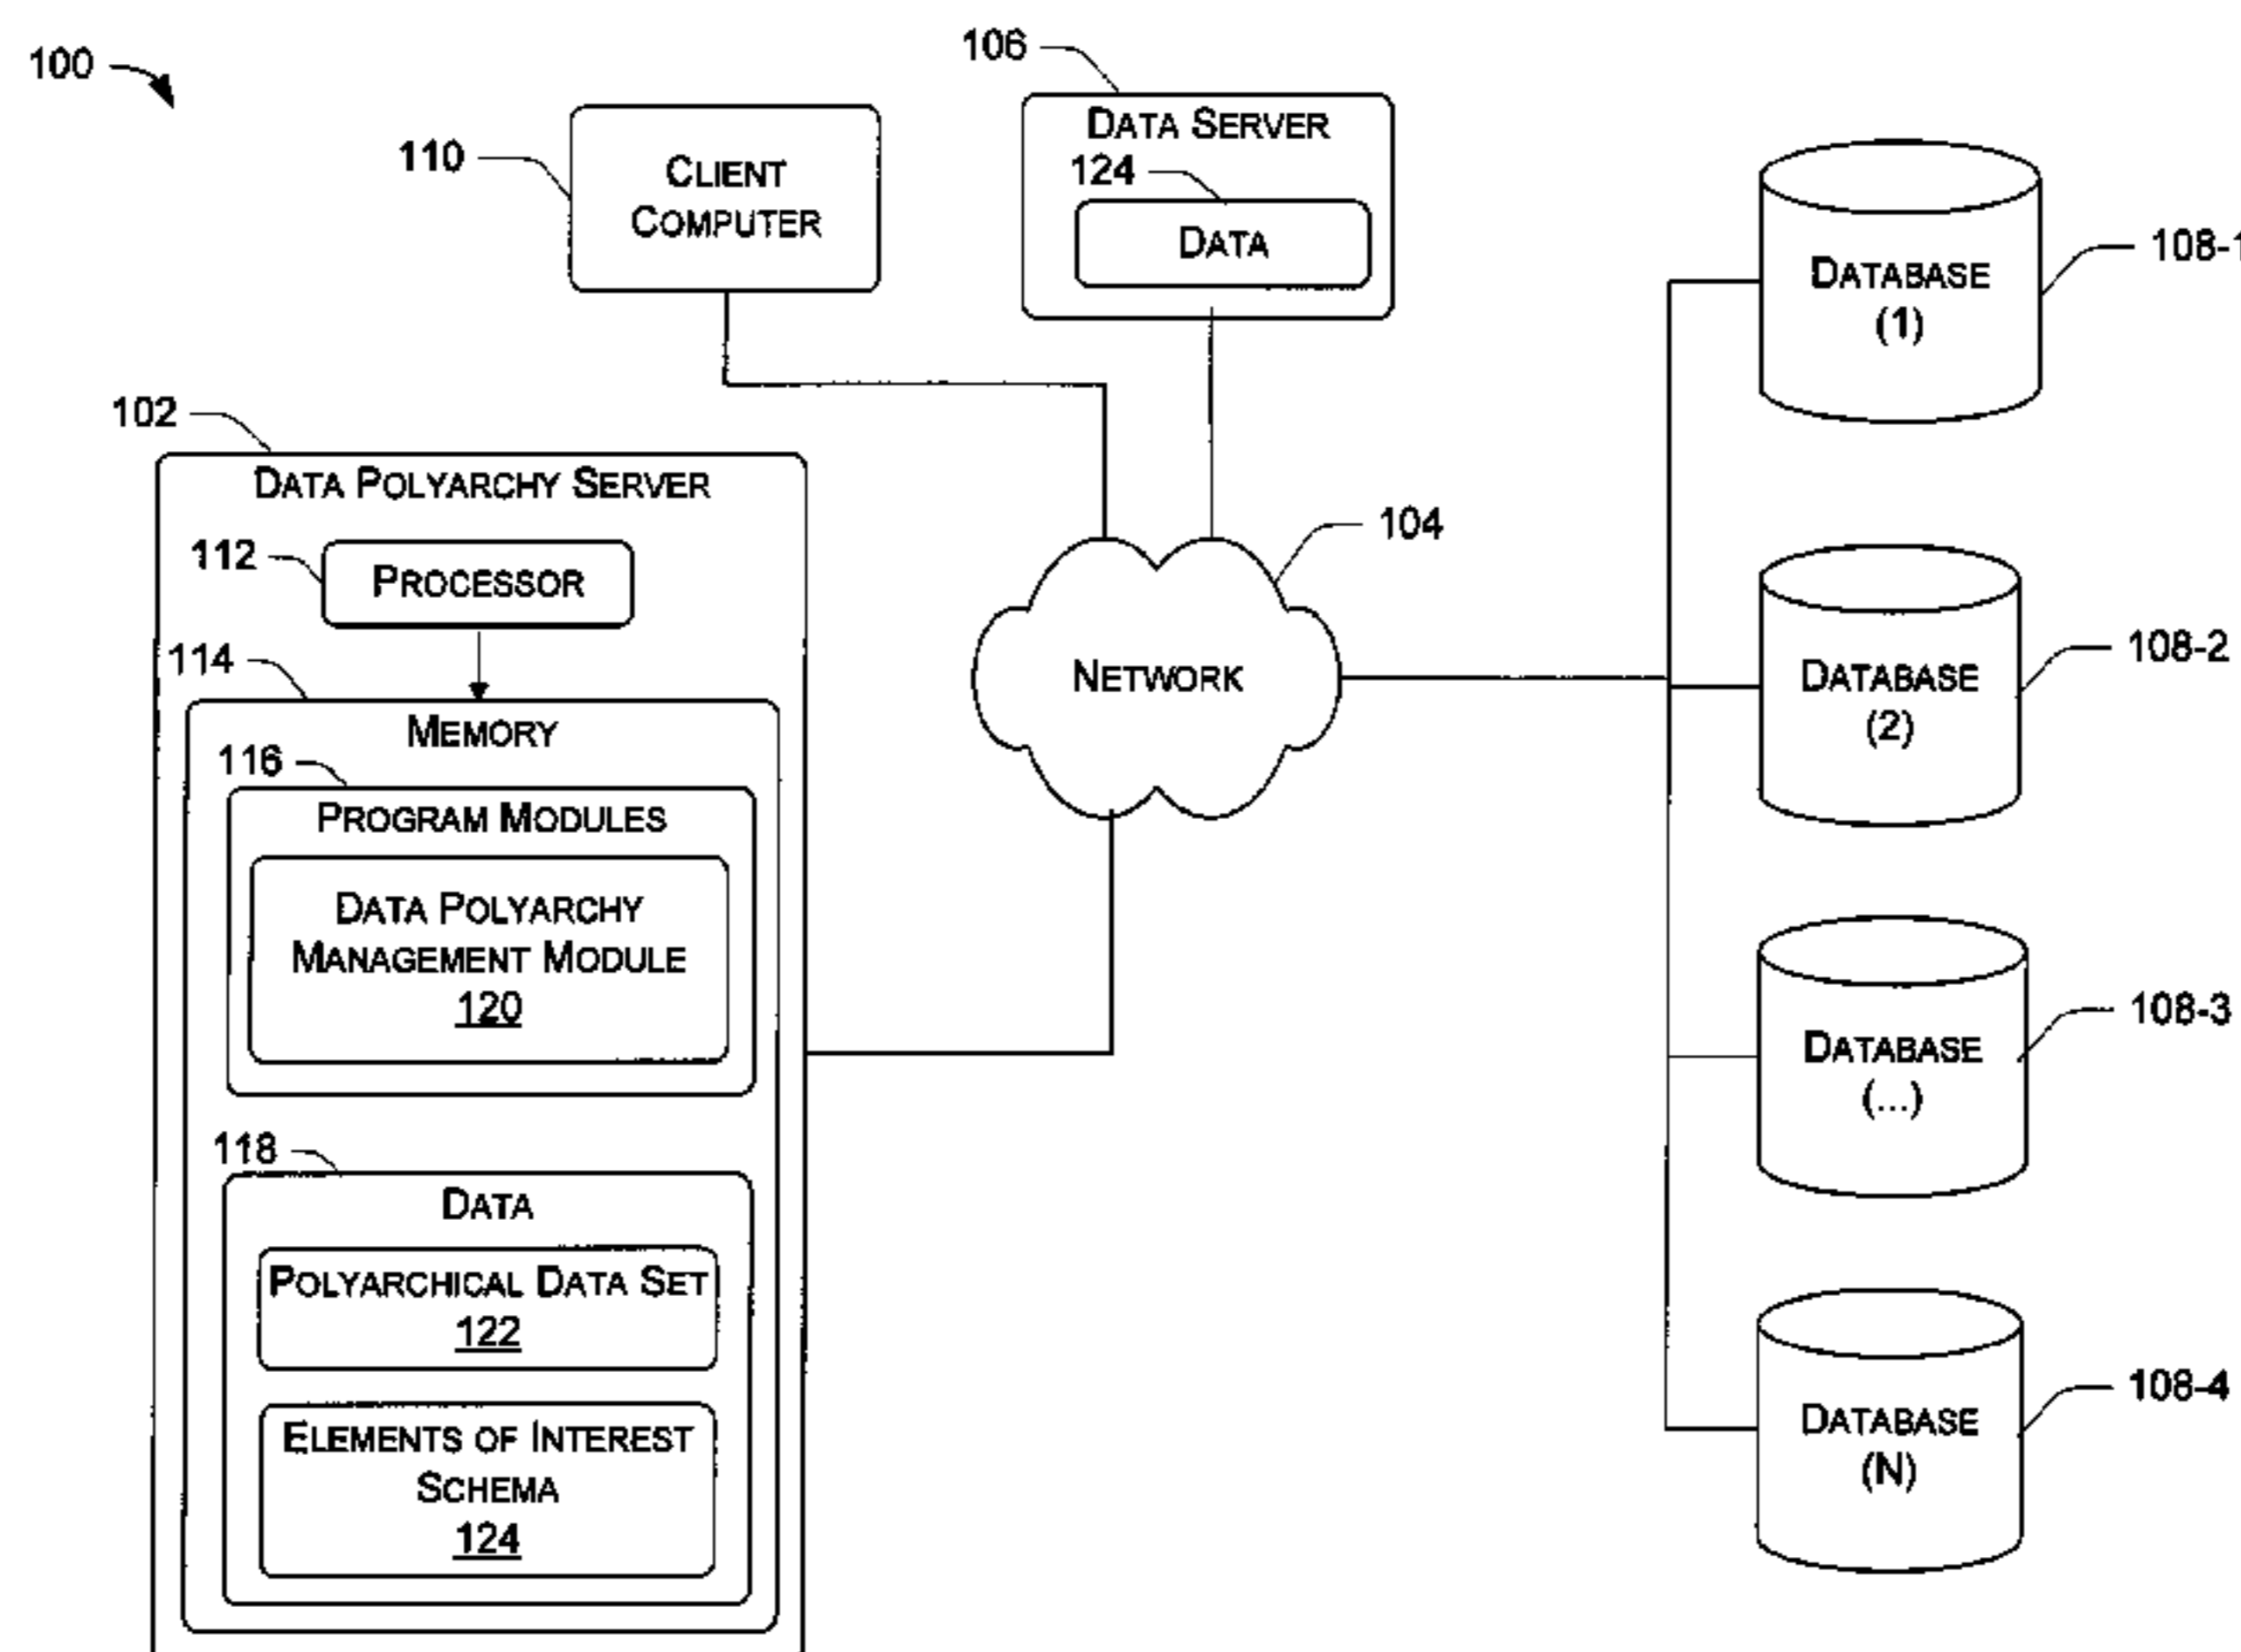 100
106
DATA SERVER
124
DATA
110
CLIENT
COMPUTER
DATABASE
(1)
108-1
102
DATA POLYARCHY SERVER
112
PROCESSOR
104
NETWORK
DATABASE
(2)
108-2
114
MEMORY
116
PROGRAM MODULES
DATA POLYARCHY
MANAGEMENT MODULE
120
DATABASE
(...)
108-3
118
DATA
POLYARCHICAL DATA SET
122
ELEMENTS OF INTEREST
SCHEMA
124
DATABASE
(N)
108-4